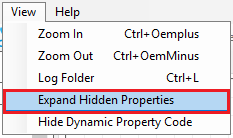 View Help
Zoom In Ctrl+Oemplus
Zoom Out Ctrl+OemMinus
Log Folder Ctrl+L
Expand Hidden Properties
Hide Dynamic Property Code